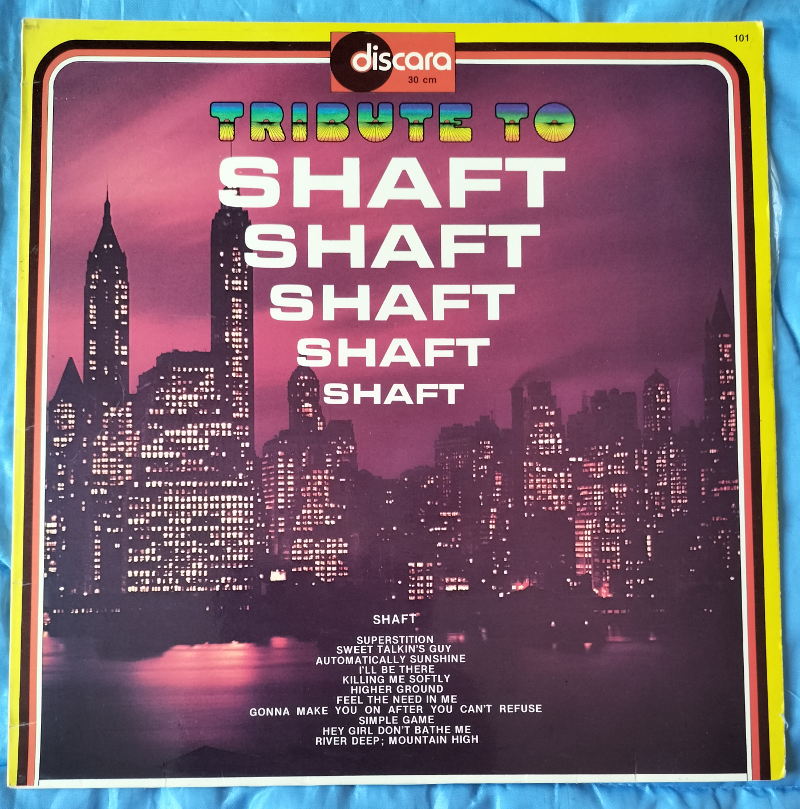 101
discara
30 cm
TRIBUTE TO
SHAFT
SHAFT
SHAFT
SHAFT
SHAFT
SHAFT
SUPERSTITION
SWEET TALKIN'S GUY
AUTOMATICALLY SUNSHINE
I'LL BE THERE
KILLING ME SOFTLY
HIGHER GROUND
FEEL THE NEED IN ME
GONNA MAKE YOU ON AFTER YOU CAN'T REFUSE
SIMPLE GAME
HEY GIRL DON'T BATHE ME
RIVER DEEP; MOUNTAIN HIGH